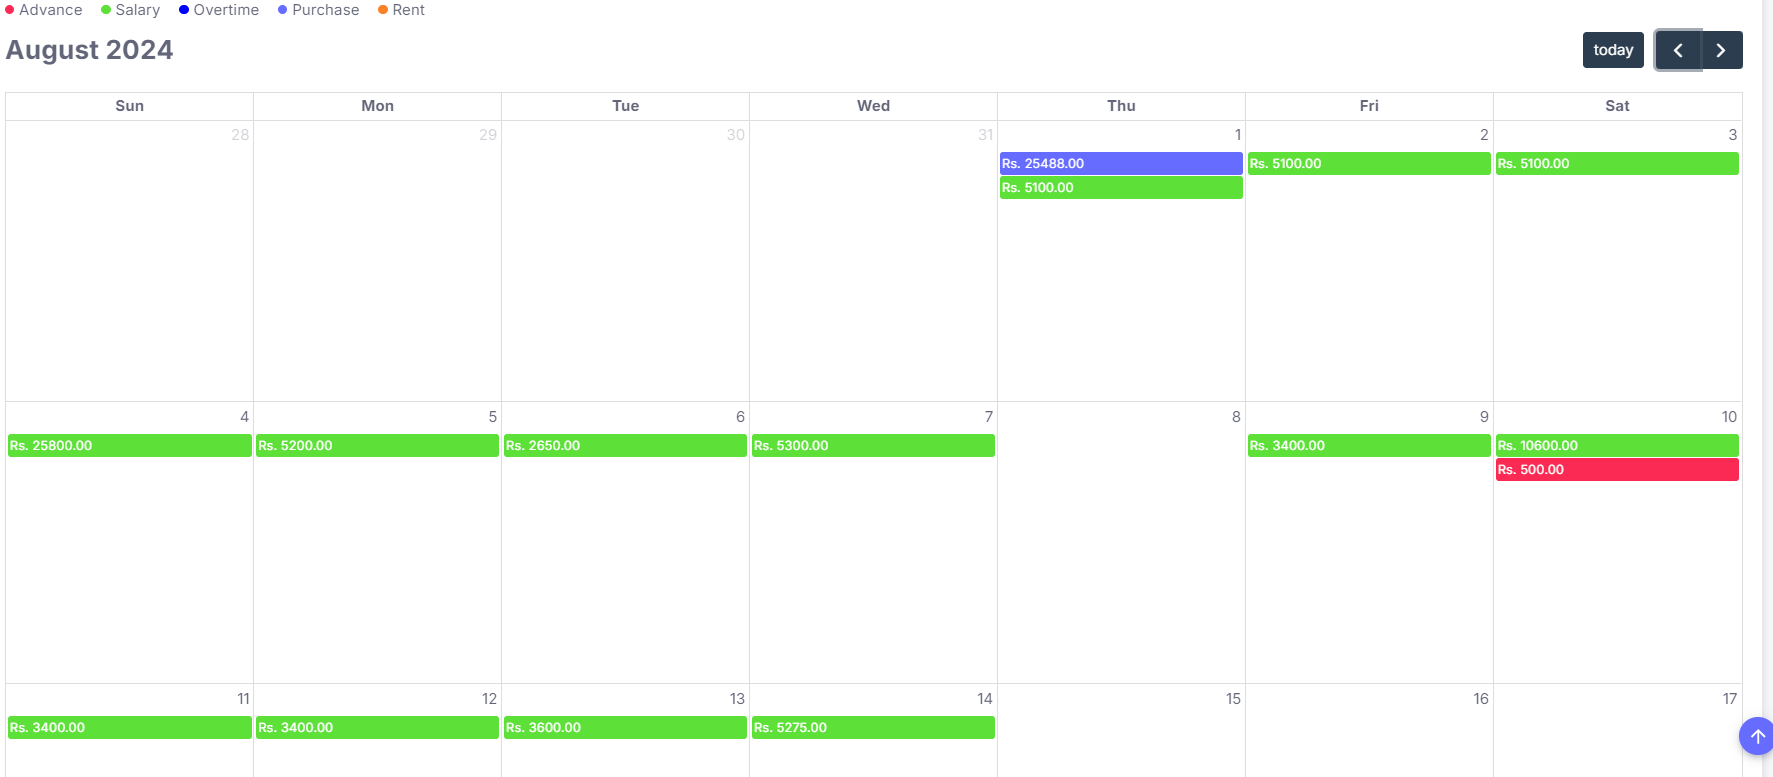 Advance Salary Overtime Purchase Rent
August 2024
today
Sun Mon Tue Wed Thu Fri Sat
28 29 30 31 1 2 3
Rs. 25488.00 Rs. 5100.00 Rs. 5100.00
Rs. 5100.00
4 5 6 7 8 9 10
Rs. 25800.00 Rs. 5200.00 Rs. 2650.00 Rs. 5300.00 Rs. 3400.00 Rs. 10600.00
Rs. 500.00
11 12 13 14 15 16 17
Rs. 3400.00 Rs. 3400.00 Rs. 3600.00 Rs. 5275.00